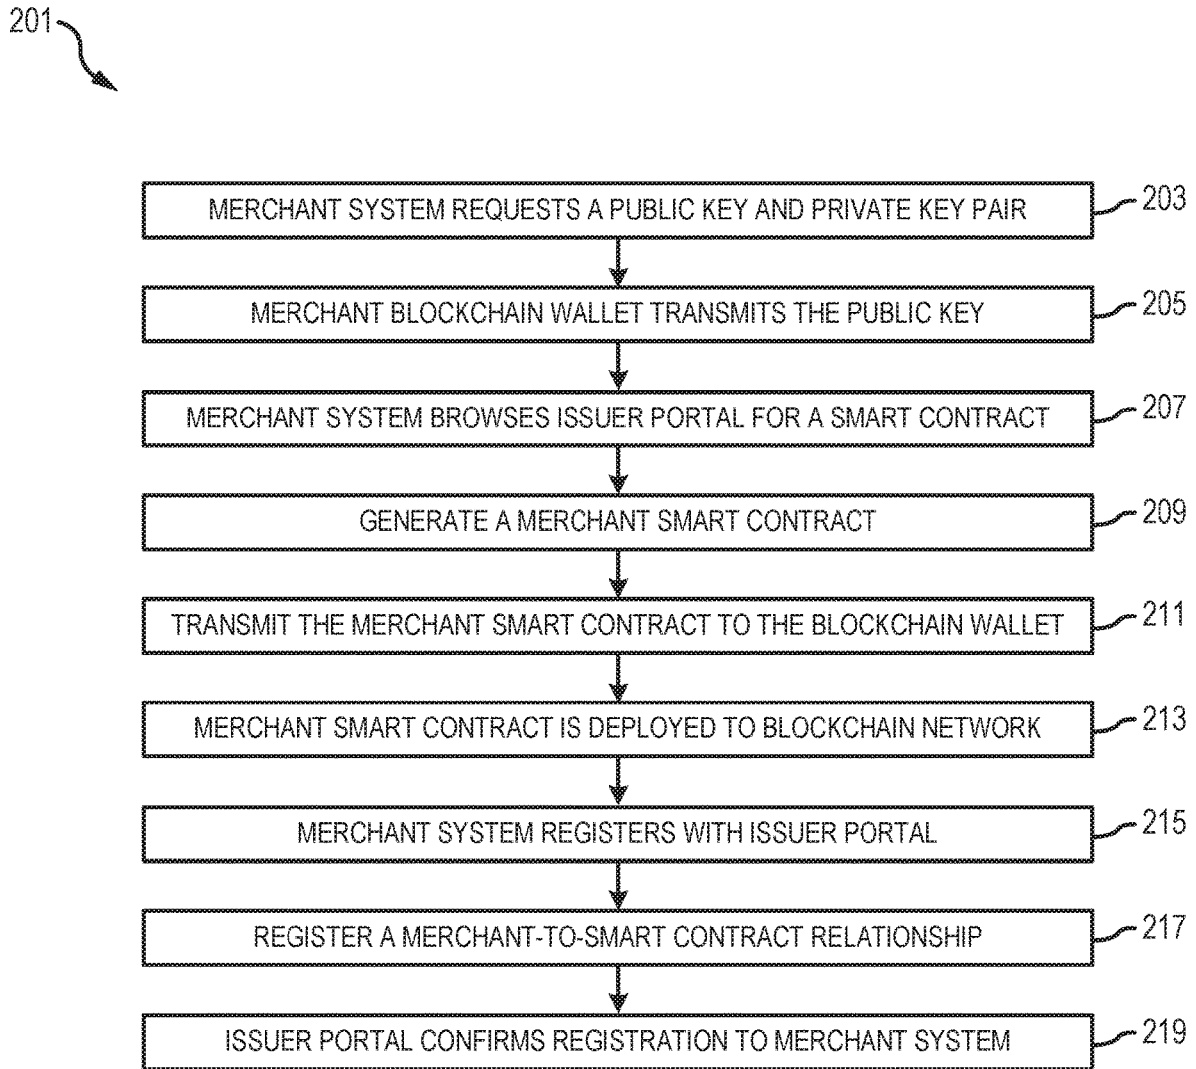 201
MERCHANT SYSTEM REQUESTS A PUBLIC KEY AND PRIVATE KEY PAIR 203
MERCHANT BLOCKCHAIN WALLET TRANSMITS THE PUBLIC KEY 205
MERCHANT SYSTEM BROWSES ISSUER PORTAL FOR A SMART CONTRACT 207
GENERATE A MERCHANT SMART CONTRACT 209
TRANSMIT THE MERCHANT SMART CONTRACT TO THE BLOCKCHAIN WALLET 211
MERCHANT SMART CONTRACT IS DEPLOYED TO BLOCKCHAIN NETWORK 213
MERCHANT SYSTEM REGISTERS WITH ISSUER PORTAL 215
REGISTER A MERCHANT-TO-SMART CONTRACT RELATIONSHIP 217
ISSUER PORTAL CONFIRMS REGISTRATION TO MERCHANT SYSTEM 219